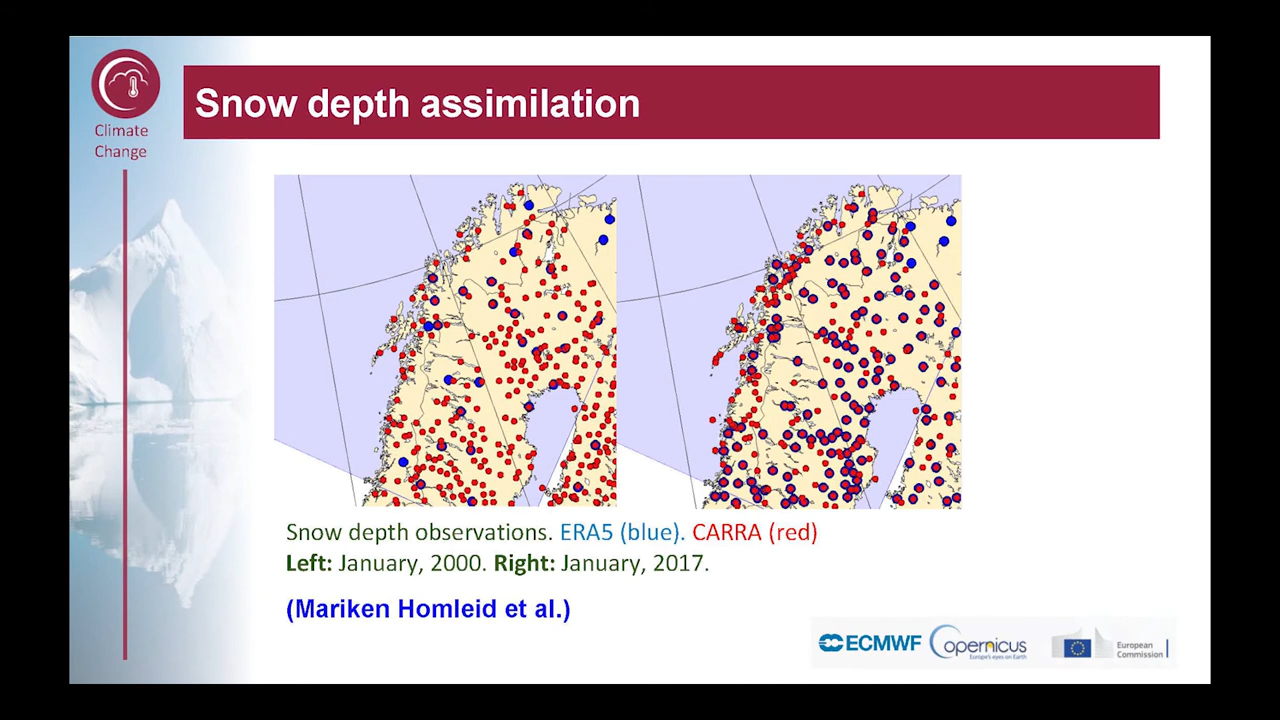 Climate
Change
Snow depth assimilation
Snow depth observations. ERA5 (blue). CARRA (red)
Left: January, 2000. Right: January, 2017.
(Mariken Homleid et al.)
ECMWF
Copernicus
Europe's eyes on Earth
European
Commission